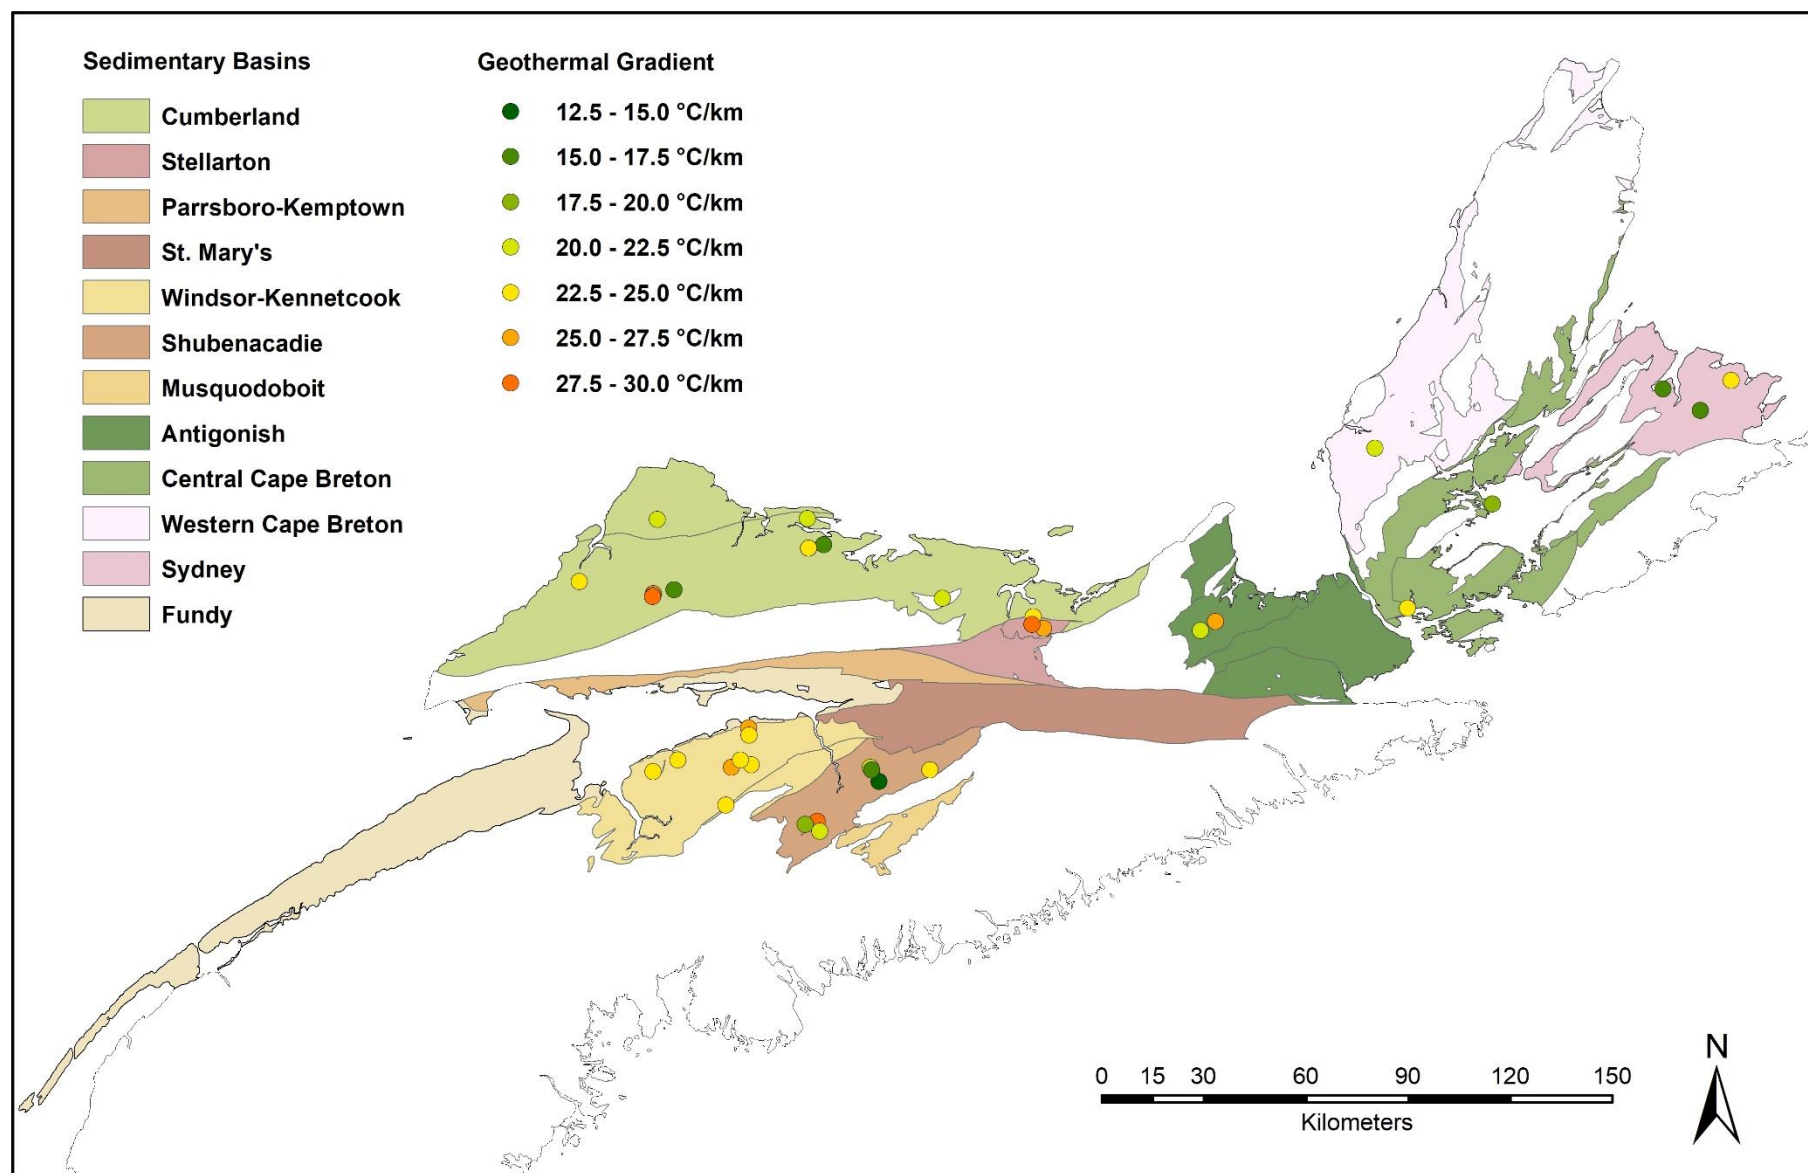 Sedimentary Basins
Cumberland
Stellarton
Parrsboro-Kemptown
St. Mary's
Windsor-Kennetcook
Shubenacadie
Musquodoboit
Antigonish
Central Cape Breton
Western Cape Breton
Sydney
Fundy
Geothermal Gradient
12.5 - 15.0 °C/km
15.0 - 17.5 °C/km
17.5 - 20.0 °C/km
20.0 - 22.5 °C/km
22.5 - 25.0 °C/km
25.0 - 27.5 °C/km
27.5 - 30.0 °C/km
N
0 15 30 60 90 120 150
Kilometers